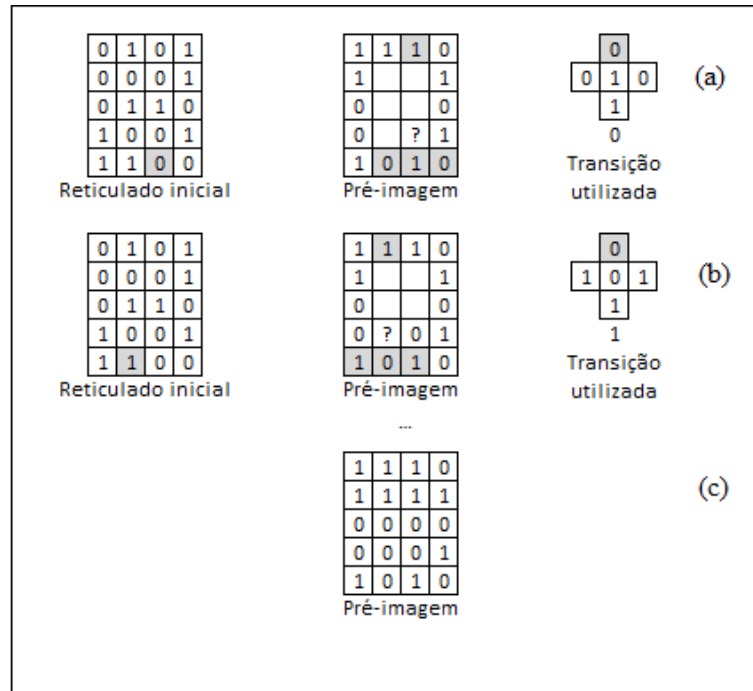 0 1 0 1 1 1 1 0 0
0 0 0 1 1 1 0 1 0 (a)
0 1 1 0 0 0 1
1 0 0 1 0 ? 1 0
1 1 0 0 1 0 1 0 Transição
Reticulado inicial Pré-imagem utilizada
0 1 0 1 1 1 1 0 0
0 0 0 1 1 1 1 0 1 (b)
0 1 1 0 0 0 1
1 0 0 1 0 ? 0 1 1
1 1 0 0 1 0 1 0 Transição
Reticulado inicial Pré-imagem utilizada
...
1 1 1 0
1 1 1 1 (c)
0 0 0 0
0 0 0 1
1 0 1 0
Pré-imagem